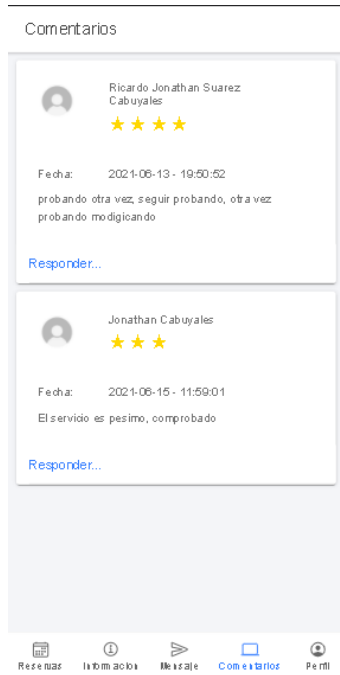 Comentarios
Ricardo Jonathan Suarez
Cabuyales
Fecha: 2021-06-13 - 19:50:52
probando otra vez, seguir probando, otra vez
probando modigicando
Responder...
Jonathan Cabuyales
Fecha: 2021-06-15 - 11:59:01
El servicio es pesimo, comprobado
Responder...
Reservas Informacion Mensaje Comentarios Perfil